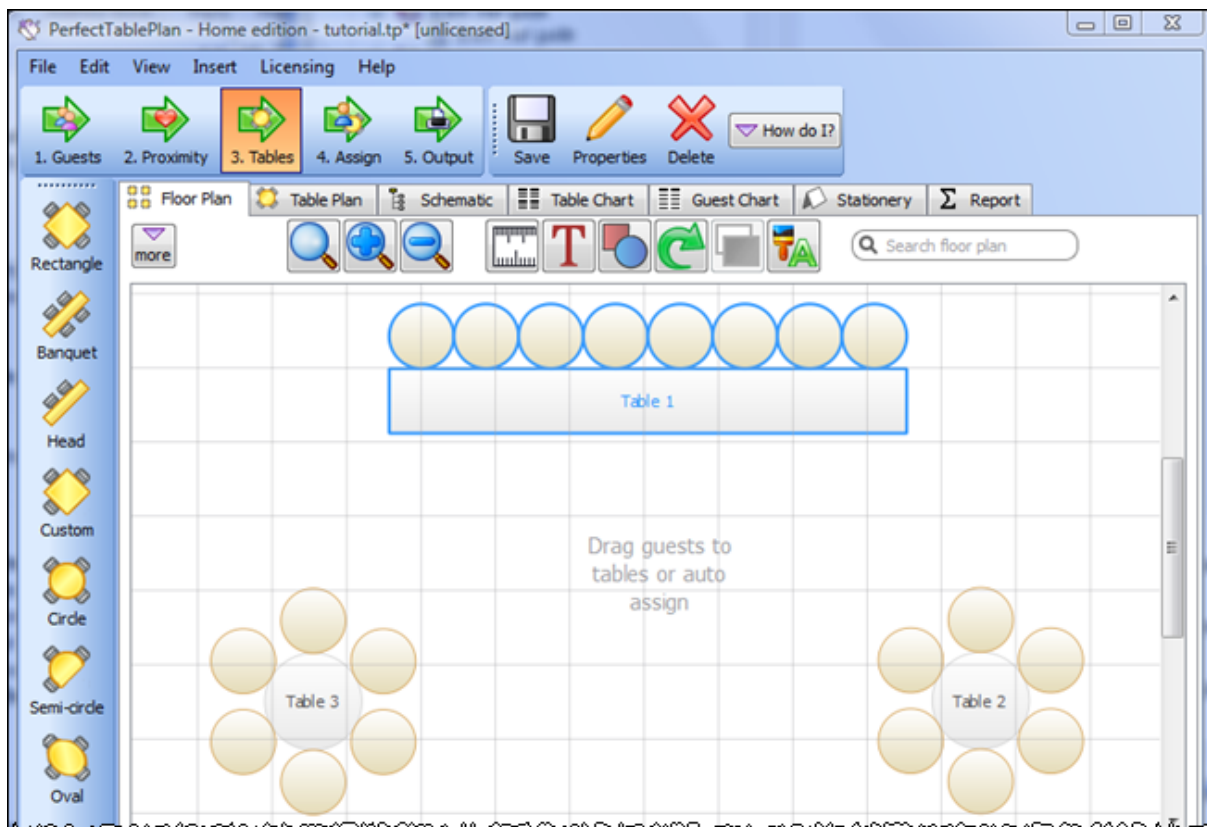 PerfectTablePlan - Home edition - tutorial.tp* [unlicensed]
File Edit View Insert Licensing Help
1. Guests 2. Proximity 3. Tables 4. Assign 5. Output Save Properties Delete How do I?
Floor Plan Table Plan Schematic Table Chart Guest Chart Stationery Σ Report
Rectangle
more
T
A
Search floor plan
Banquet
Head
Custom
Circle
Semi-circle
Oval
Table 1
Drag guests to
tables or auto
assign
Table 3
Table 2